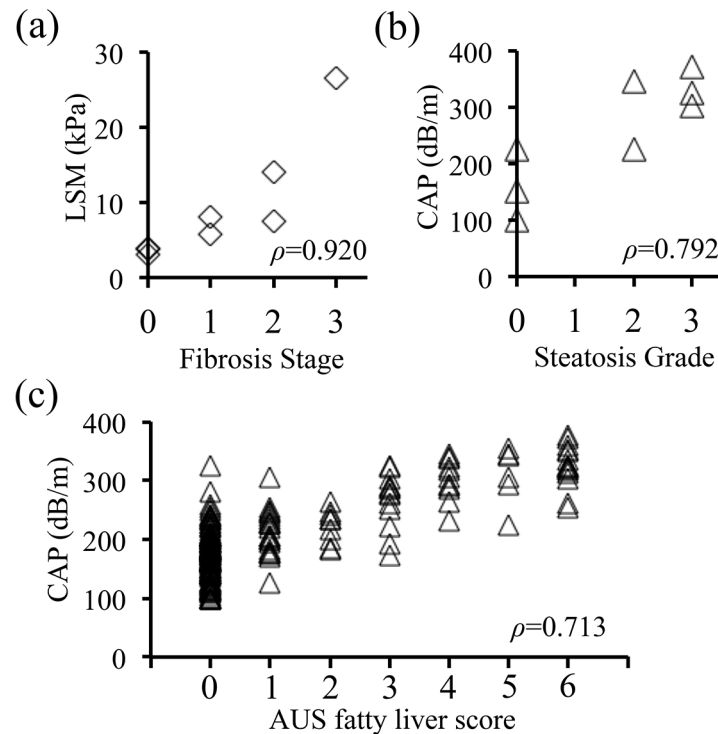 (a)
30
20
10
0
LSM (kPa)
ρ=0.920
0 1 2 3
Fibrosis Stage
(b)
400
300
200
100
0
CAP (dB/m)
ρ=0.792
0 1 2 3
Steatosis Grade
(c)
400
300
200
100
0
CAP (dB/m)
ρ=0.713
0 1 2 3 4 5 6
AUS fatty liver score